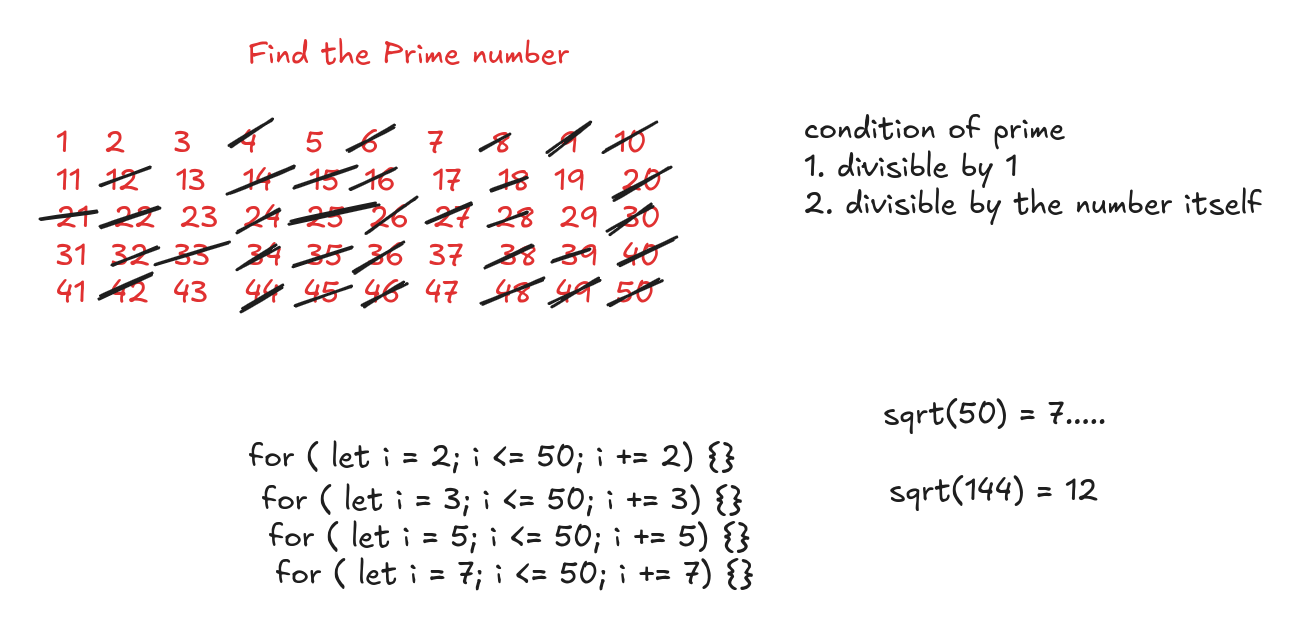 Find the Prime number
1 2 3 4 5 6 7 8 9 10
11 12 13 14 15 16 17 18 19 20
21 22 23 24 25 26 27 28 29 30
31 32 33 34 35 36 37 38 39 40
41 42 43 44 45 46 47 48 49 50
condition of prime
1. divisible by 1
2. divisible by the number itself
for ( let i = 2; i <= 50; i += 2) {}
for ( let i = 3; i <= 50; i += 3) {}
for ( let i = 5; i <= 50; i += 5) {}
for ( let i = 7; i <= 50; i += 7) {}
sqrt(50) = 7.....
sqrt(144) = 12